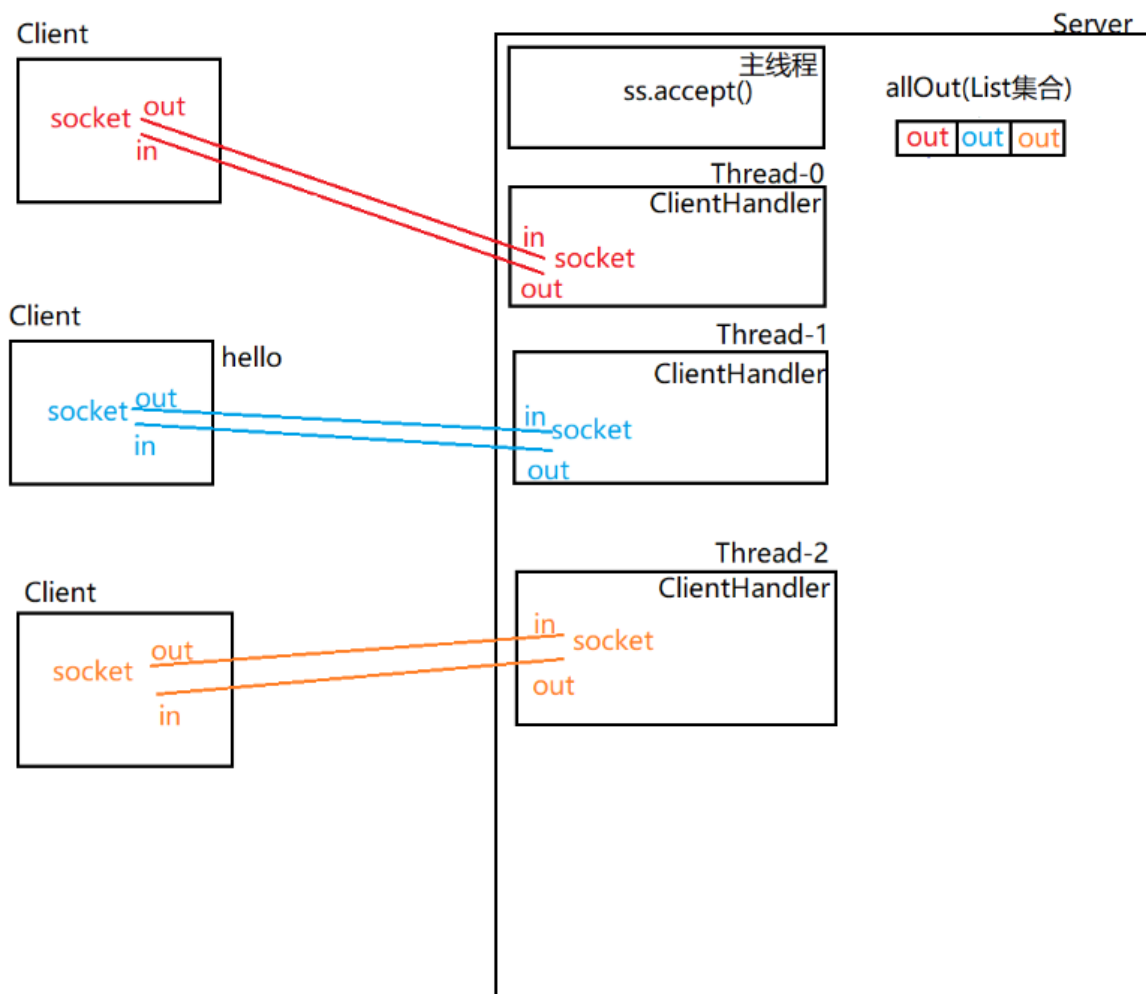 Client
socket
out
in
Client
hello
socket
out
in
Client
socket
out
in
Server
主线程
ss.accept()
allOut(List集合)
out out out
Thread-0
ClientHandler
in
socket
out
Thread-1
ClientHandler
in
socket
out
Thread-2
ClientHandler
in
socket
out